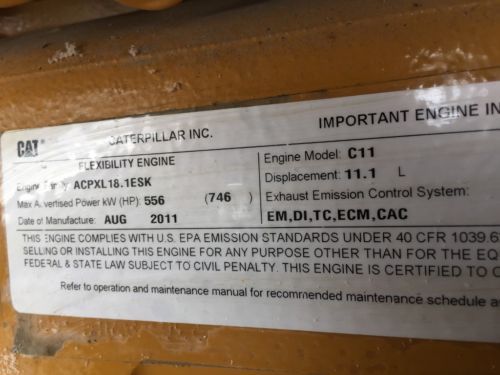 CAT
CATERPILLAR INC.
IMPORTANT ENGINE IN
FLEXIBILITY ENGINE
Engine Family: ACPXL18.1ESK
Max Advertised Power kW (HP): 556 (746)
Date of Manufacture: AUG 2011
Engine Model: C11
Displacement: 11.1 L
Exhaust Emission Control System:
EM,DI,TC,ECM,CAC
THIS ENGINE COMPLIES WITH U.S. EPA EMISSION STANDARDS UNDER 40 CFR 1039.6
SELLING OR INSTALLING THIS ENGINE FOR ANY PURPOSE OTHER THAN FOR THE EQ
FEDERAL & STATE LAW SUBJECT TO CIVIL PENALTY. THIS ENGINE IS CERTIFIED TO
Refer to operation and maintenance manual for recommended maintenance schedule